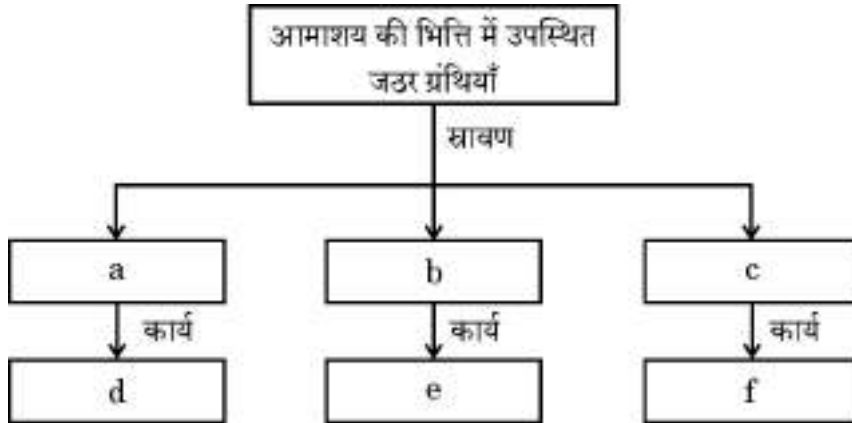 आमाशय की भित्ति में उपस्थित
जठर ग्रंथियाँ
स्रावण
a
b
c
कार्य
कार्य
कार्य
d
e
f